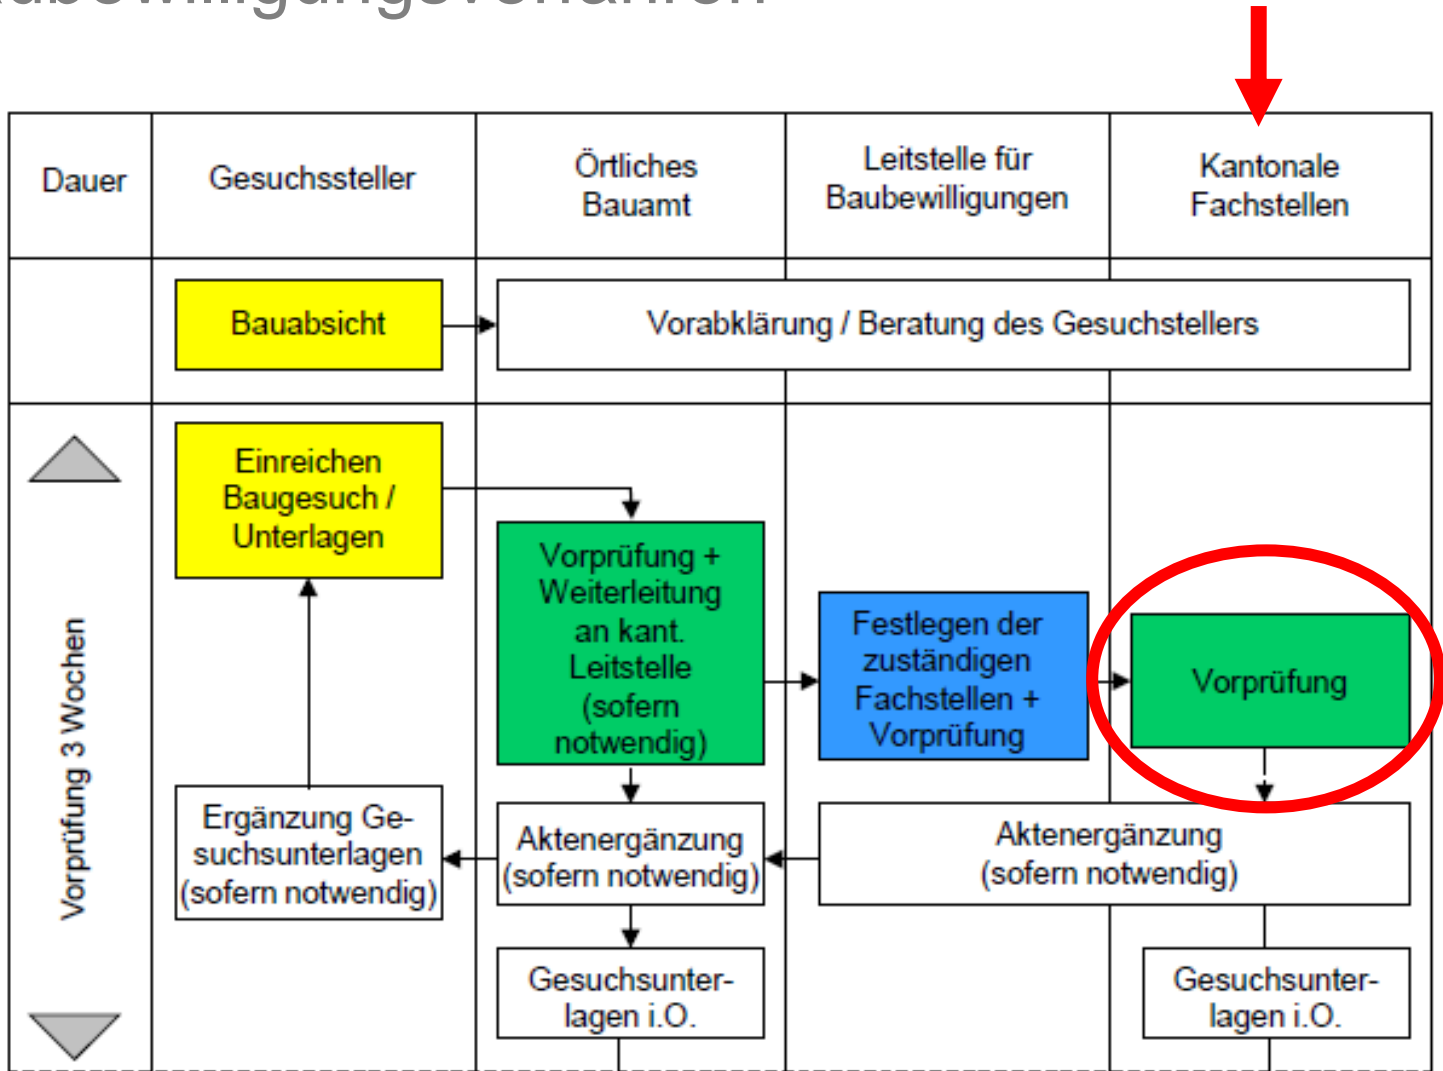 Dauer
Gesuchssteller
Örtliches
Bauamt
Leitstelle für
Baubewilligungen
Kantonale
Fachstellen
Bauabsicht
Vorabklärung / Beratung des Gesuchstellers
Vorprüfung 3 Wochen
Einreichen
Baugesuch /
Unterlagen
Vorprüfung +
Weiterleitung
an kant.
Leitstelle
(sofern
notwendig)
Festlegen der
zuständigen
Fachstellen +
Vorprüfung
Vorprüfung
Ergänzung Ge-
suchsunterlagen
(sofern notwendig)
Aktenergänzung
(sofern notwendig)
Aktenergänzung
(sofern notwendig)
Gesuchsunter-
lagen i.O.
Gesuchsunter-
lagen i.O.